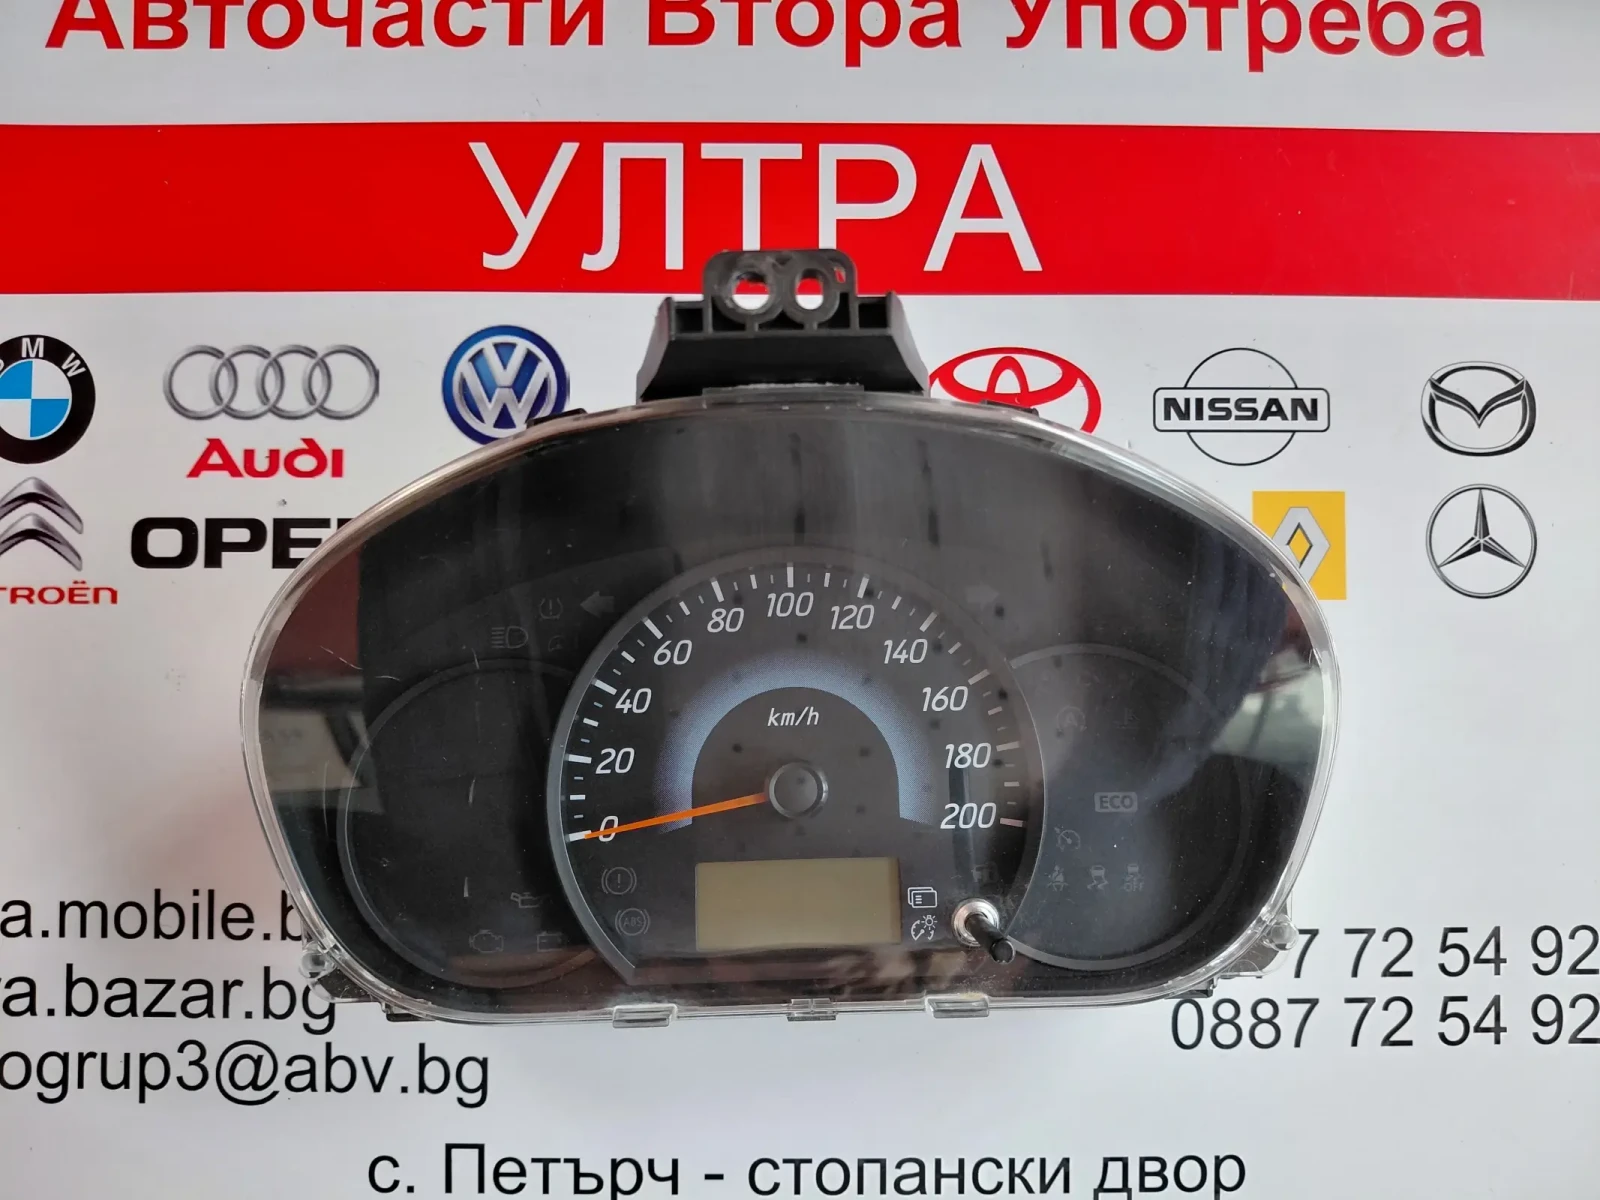 Авточасти Втора Употреба
УЛТРА
BMW
Audi
NISSAN
OPE
TROËN
100
80
120
60
140
40
160
km/h
20
180
0
200
ECO
ABS
OFF
a.mobile.b
a.bazar.bg
ogrup3@abv.bg
7 72 54 92
0887 72 54 92
с. Петърч - стопански двор